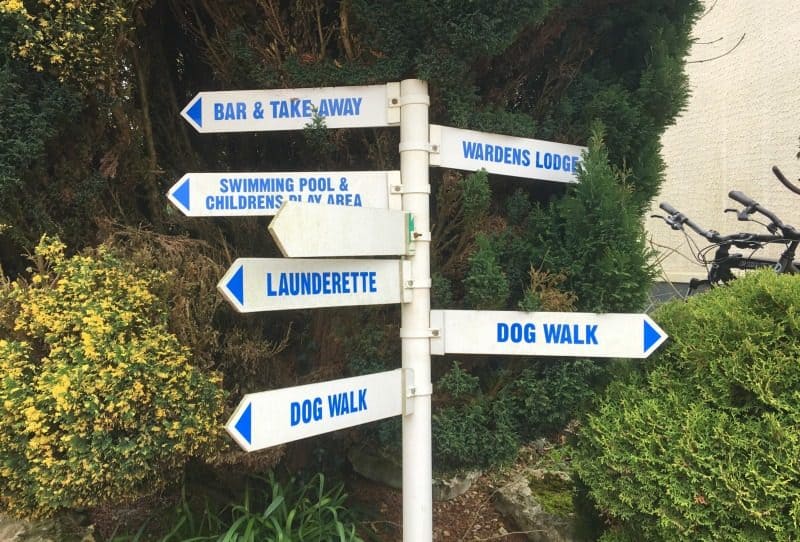 BAR & TAKE AWAY
WARDENS LODGE
SWIMMING POOL &
CHILDRENS PLAY AREA
LAUNDERETTE
DOG WALK
DOG WALK